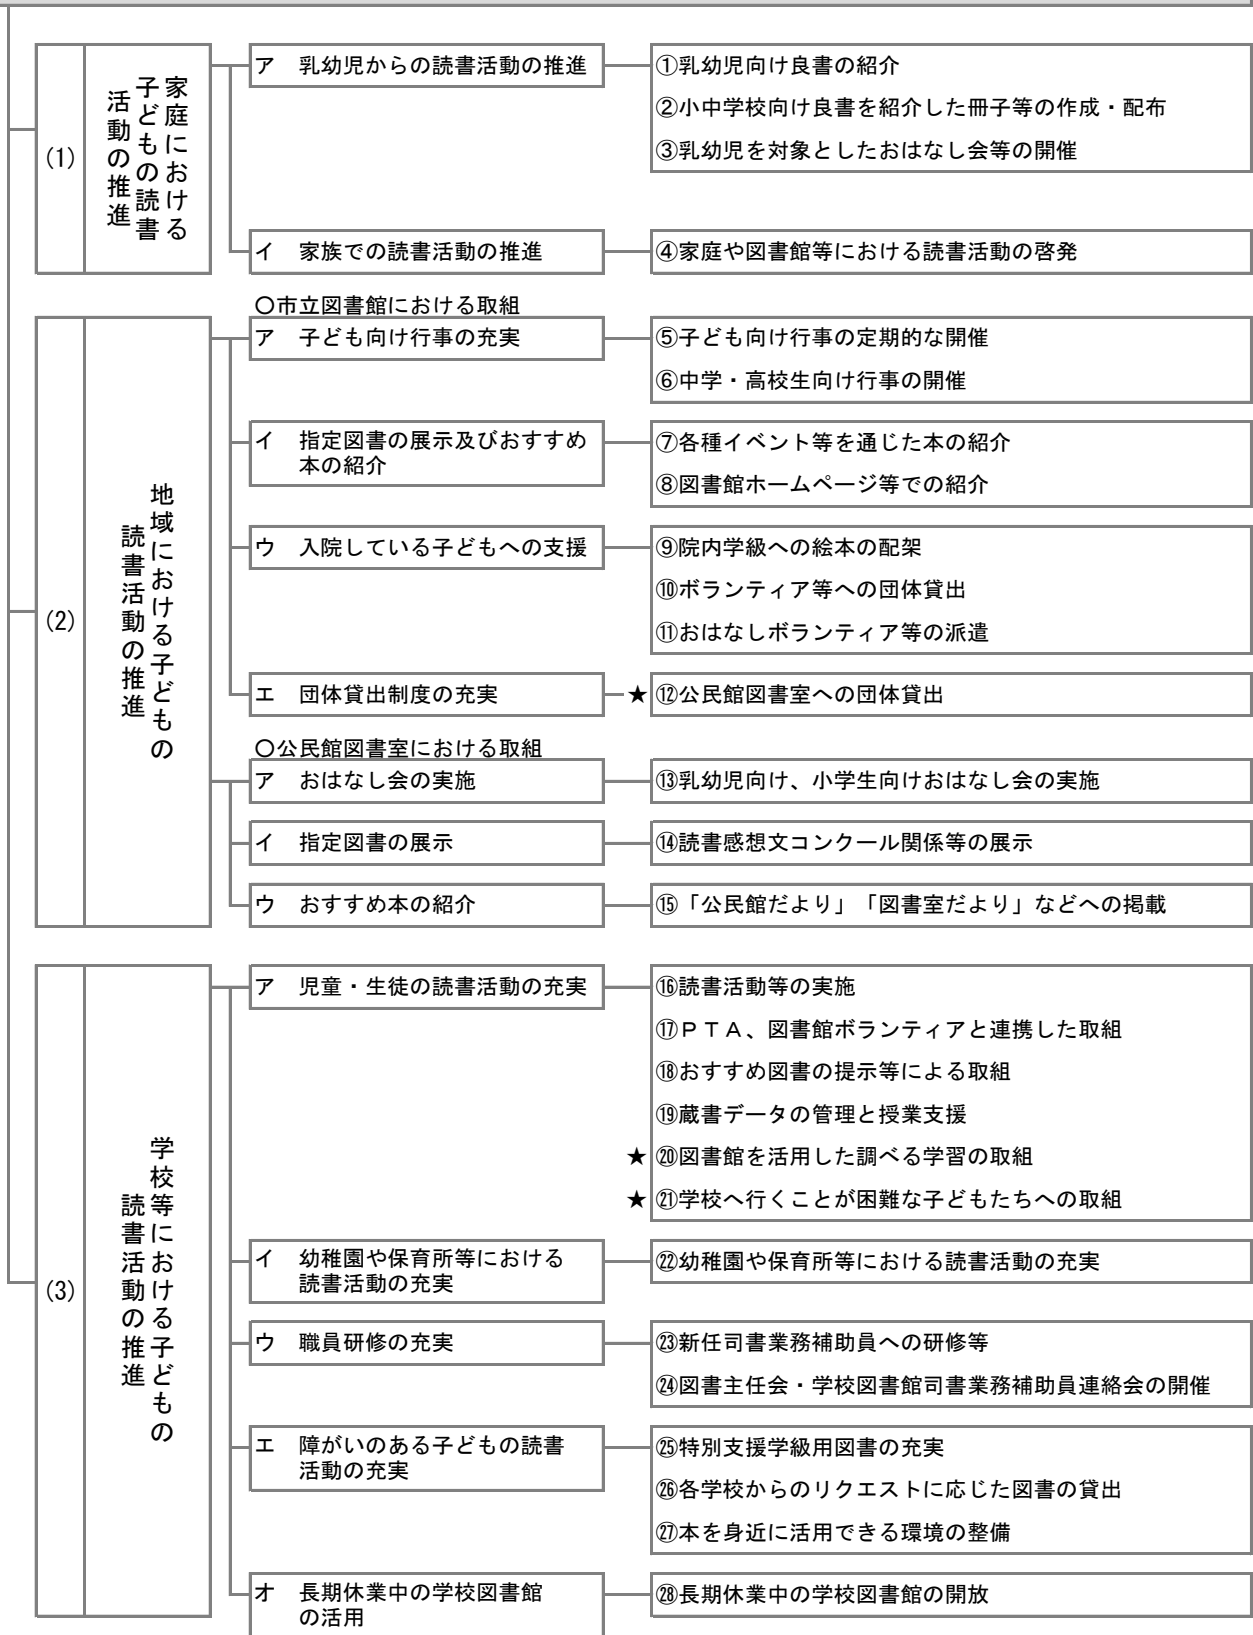 (1)
家庭における
子どもの読書
活動の推進
ア　乳幼児からの読書活動の推進
①乳幼児向け良書の紹介
②小中学校向け良書を紹介した冊子等の作成・配布
③乳幼児を対象としたおはなし会等の開催
イ　家族での読書活動の推進
④家庭や図書館等における読書活動の啓発
(2)
地域における子どもの
読書活動の推進
〇市立図書館における取組
ア　子ども向け行事の充実
⑤子ども向け行事の定期的な開催
⑥中学・高校生向け行事の開催
イ　指定図書の展示及びおすすめ
本の紹介
⑦各種イベント等を通じた本の紹介
⑧図書館ホームページ等での紹介
ウ　入院している子どもへの支援
⑨院内学級への絵本の配架
⑩ボランティア等への団体貸出
⑪おはなしボランティア等の派遣
エ　団体貸出制度の充実
★ ⑫公民館図書室への団体貸出
〇公民館図書室における取組
ア　おはなし会の実施
⑬乳幼児向け、小学生向けおはなし会の実施
イ　指定図書の展示
⑭読書感想文コンクール関係等の展示
ウ　おすすめ本の紹介
⑮「公民館だより」「図書室だより」などへの掲載
(3)
学校等における子どもの
読書活動の推進
ア　児童・生徒の読書活動の充実
⑯読書活動等の実施
⑰ＰＴＡ、図書館ボランティアと連携した取組
⑱おすすめ図書の提示等による取組
⑲蔵書データの管理と授業支援
★ ⑳図書館を活用した調べる学習の取組
★ ㉑学校へ行くことが困難な子どもたちへの取組
イ　幼稚園や保育所等における
読書活動の充実
㉒幼稚園や保育所等における読書活動の充実
ウ　職員研修の充実
㉓新任司書業務補助員への研修等
㉔図書主任会・学校図書館司書業務補助員連絡会の開催
エ　障がいのある子どもの読書
活動の充実
㉕特別支援学級用図書の充実
㉖各学校からのリクエストに応じた図書の貸出
㉗本を身近に活用できる環境の整備
オ　長期休業中の学校図書館
の活用
㉘長期休業中の学校図書館の開放